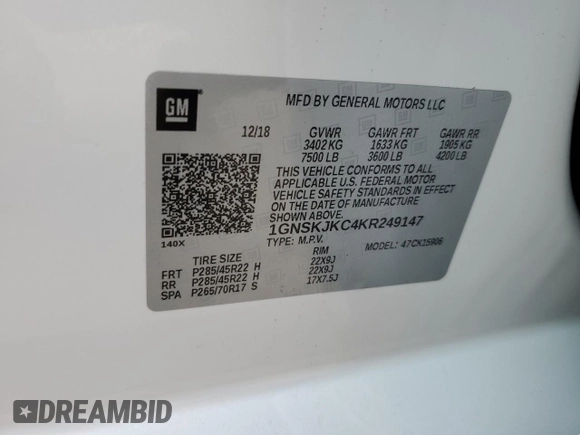 GM
MFD BY GENERAL MOTORS LLC
12/18 GVWR GAWR FRT GAWR RR
3402 KG 1633 KG 1905 KG
7500 LB 3600 LB 4200 LB
THIS VEHICLE CONFORMS TO ALL
APPLICABLE U.S. FEDERAL MOTOR
VEHICLE SAFETY STANDARDS IN EFFECT
ON THE DATE OF MANUFACTURE
SHOWN ABOVE.
1GNSKJKC4KR249147
140X
TYPE: M.P.V. MODEL: 47CK15906
TIRE SIZE RIM
FRT P285/45R22 H 22X9J
RR P285/45R22 H 22X9J
SPA P265/70R17 S 17X7.5J
DREAMBID